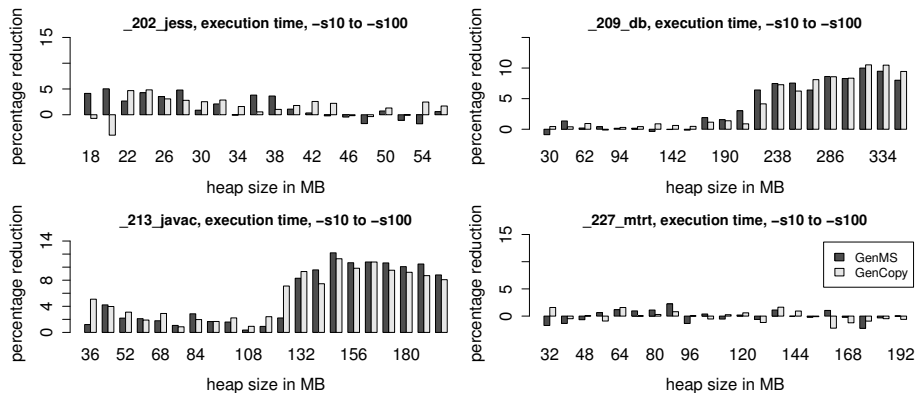 _202_jess, execution time, −s10 to −s100
percentage reduction
0 5 15
18 22 26 30 34 38 42 46 50 54
heap size in MB
_209_db, execution time, −s10 to −s100
percentage reduction
0 5 10 15
30 62 94 142 190 238 286 334
heap size in MB
_213_javac, execution time, −s10 to −s100
percentage reduction
0 4 8 14
36 52 68 84 108 132 156 180
heap size in MB
_227_mtrt, execution time, −s10 to −s100
percentage reduction
0 5 15
32 48 64 80 96 120 144 168 192
heap size in MB
GenMS
GenCopy